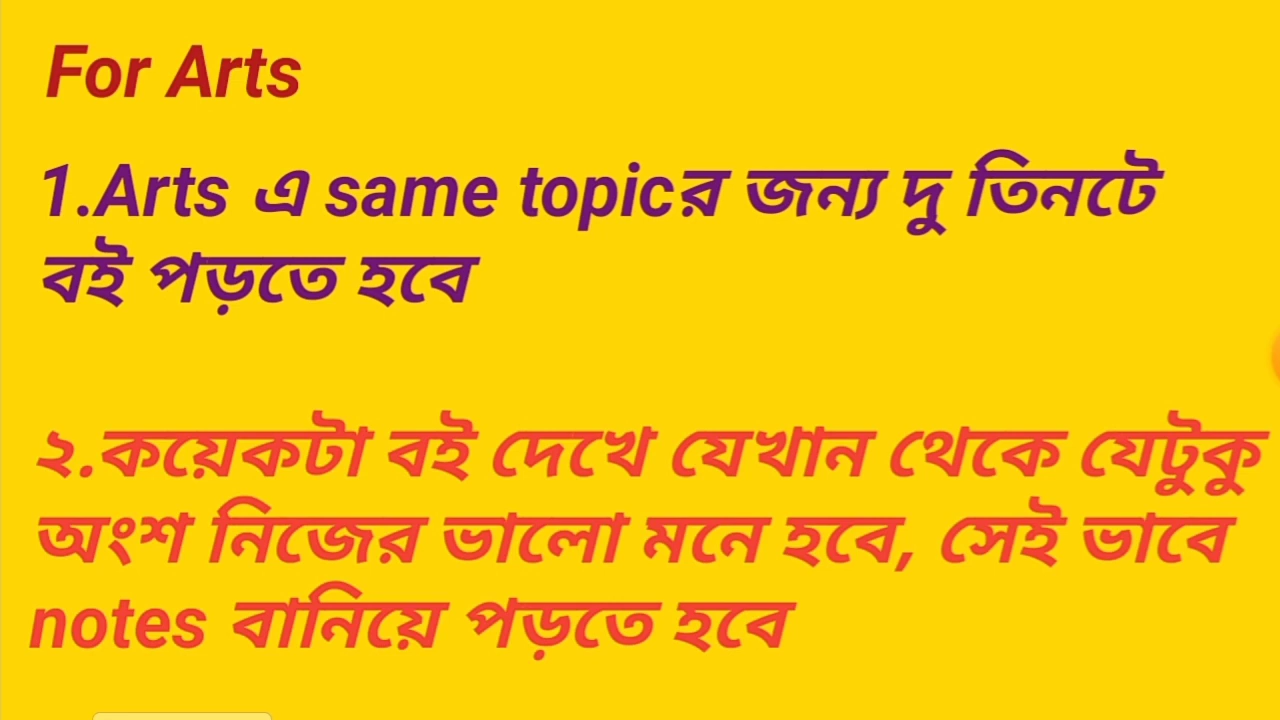 For Arts
1.Arts এ same topicর জন্য দু তিনটে
বই পড়তে হবে
২.কয়েকটা বই দেখে যেখান থেকে যেটুকু
অংশ নিজের ভালো মনে হবে, সেই ভাবে
notes বানিয়ে পড়তে হবে